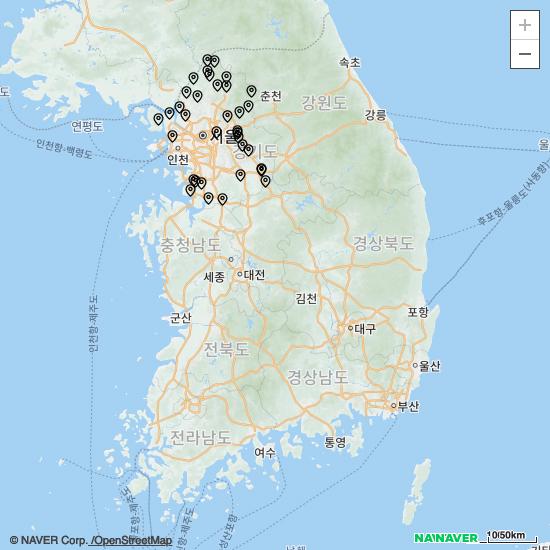 +
−
속초
춘천
강원도
강릉
연평도
서울
경기도
인천항-백령도
인천
울
후포항-울릉도(사동항)
충청남도
경상북도
세종
대전
인천항-제주도
김천
군산
포항
대구
전북도
울산
경상남도
부산
전라남도
통영
여수
© NAVER Corp. /OpenStreetMap
NAVER
10/50km